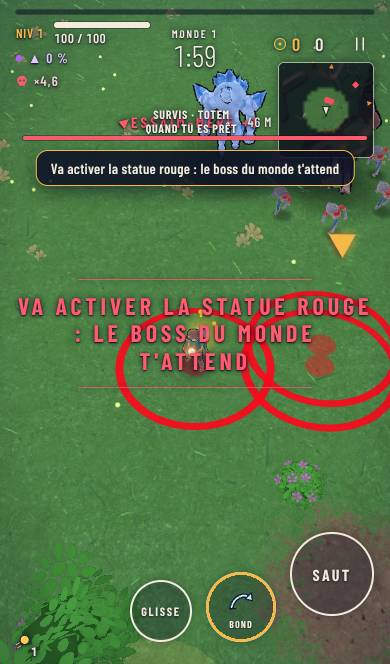 NIV 1
100 / 100
▲ 0 %
×4,6
MONDE 1
1:59
0 0
SURVIS · TOTEM
46 M
QUAND TU ES PRÊT
Va activer la statue rouge : le boss du monde t'attend
VA ACTIVER LA STATUE ROUGE
: LE BOSS DU MONDE
T'ATTEND
SAUT
GLISSE
BOND
1